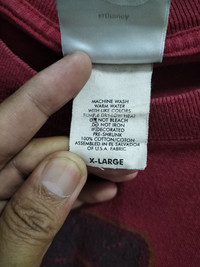 MACHINE WASH
WARM WATER
WITH LIKE COLORS
TUMBLE DRY LOW HEAT
DO NOT BLEACH
DO NOT IRON
IF DECORATED
PRE-SHRUNK
100% COTTON/COTON
ASSEMBLED IN EL SALVADOR
OF U.S.A. FABRIC
X-LARGE